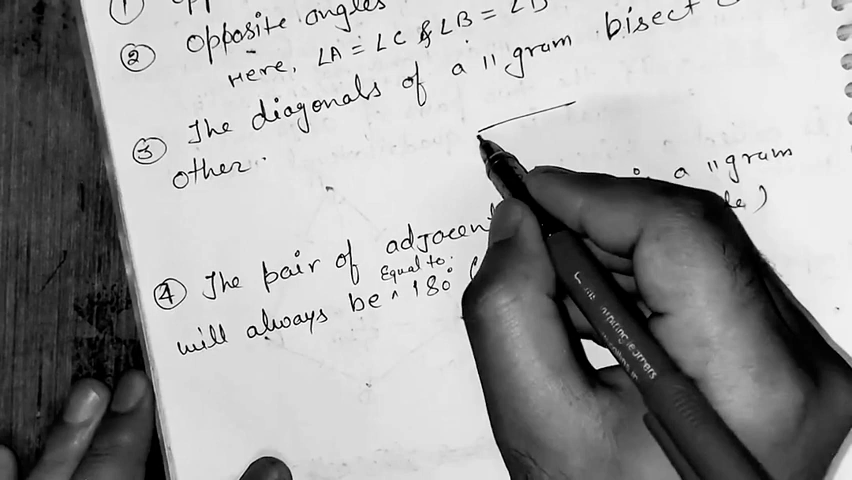 ①
② opposite angles
Here, ∠A = ∠C & ∠B = ∠D
③ The diagonals of a || gram bisect
other.
④ The pair of adjacent a || gram
will always be ^ Equal to 180° (